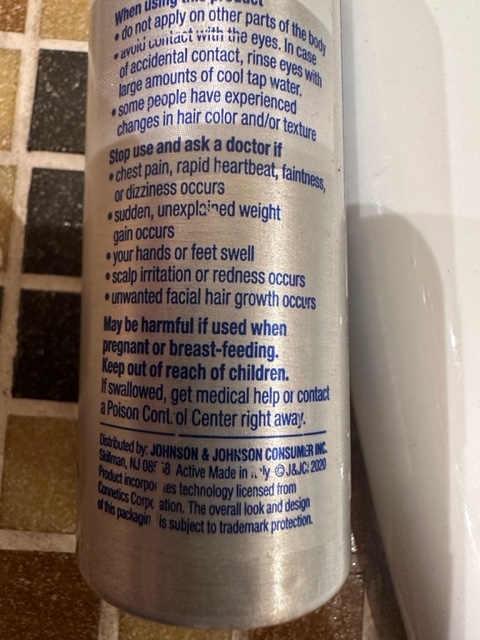 When using this product
• do not apply on other parts of the body
• avoid contact with the eyes. In case
of accidental contact, rinse eyes with
large amounts of cool tap water.
• some people have experienced
changes in hair color and/or texture
Stop use and ask a doctor if
• chest pain, rapid heartbeat, faintness,
or dizziness occurs
• sudden, unexplained weight
gain occurs
• your hands or feet swell
• scalp irritation or redness occurs
• unwanted facial hair growth occurs
May be harmful if used when
pregnant or breast-feeding.
Keep out of reach of children.
If swallowed, get medical help or contact
a Poison Control Center right away.
Distributed by: JOHNSON & JOHNSON CONSUMER INC.
Skillman, NJ Active Made in ©J&JCI 2020
Product incorporates technology licensed from
Connetics Corporation. The overall look and design
of this packaging is subject to trademark protection.